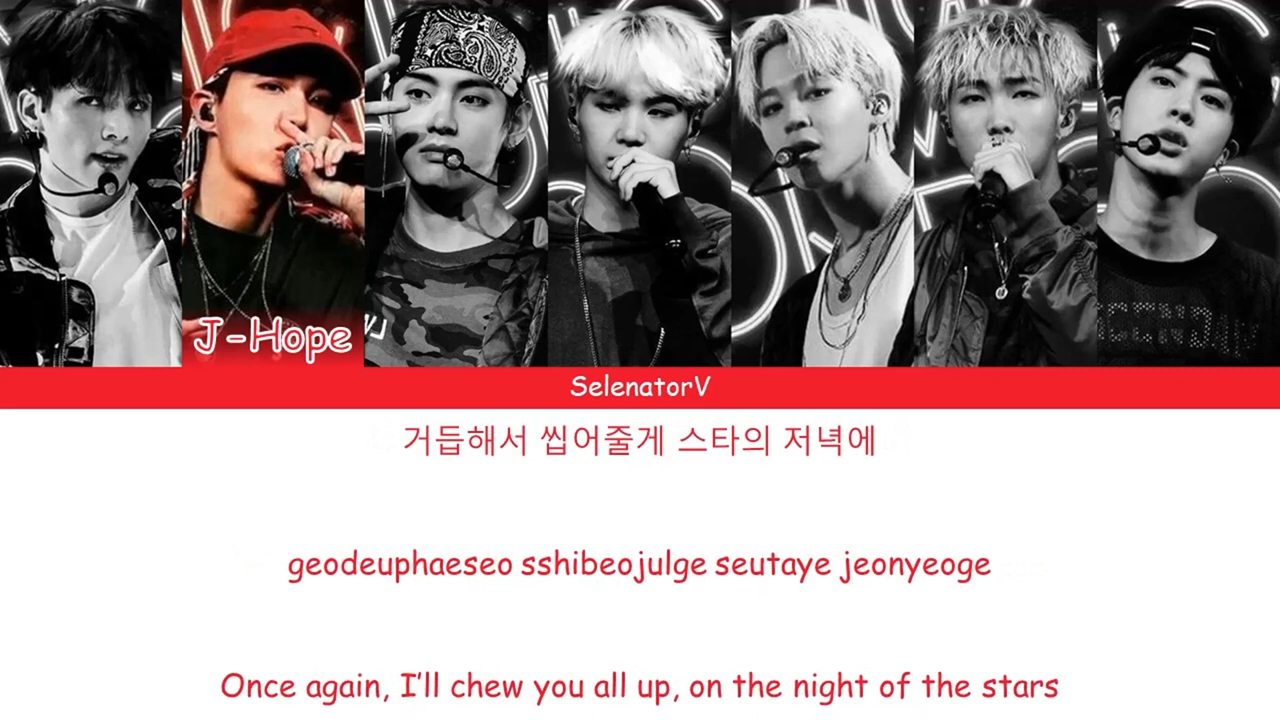 J-Hope
SelenatorV
거듭해서 씹어줄게 스타의 저녁에
geodeuphaeseo sshibeojulge seutaye jeonyeoge
Once again, I'll chew you all up, on the night of the stars